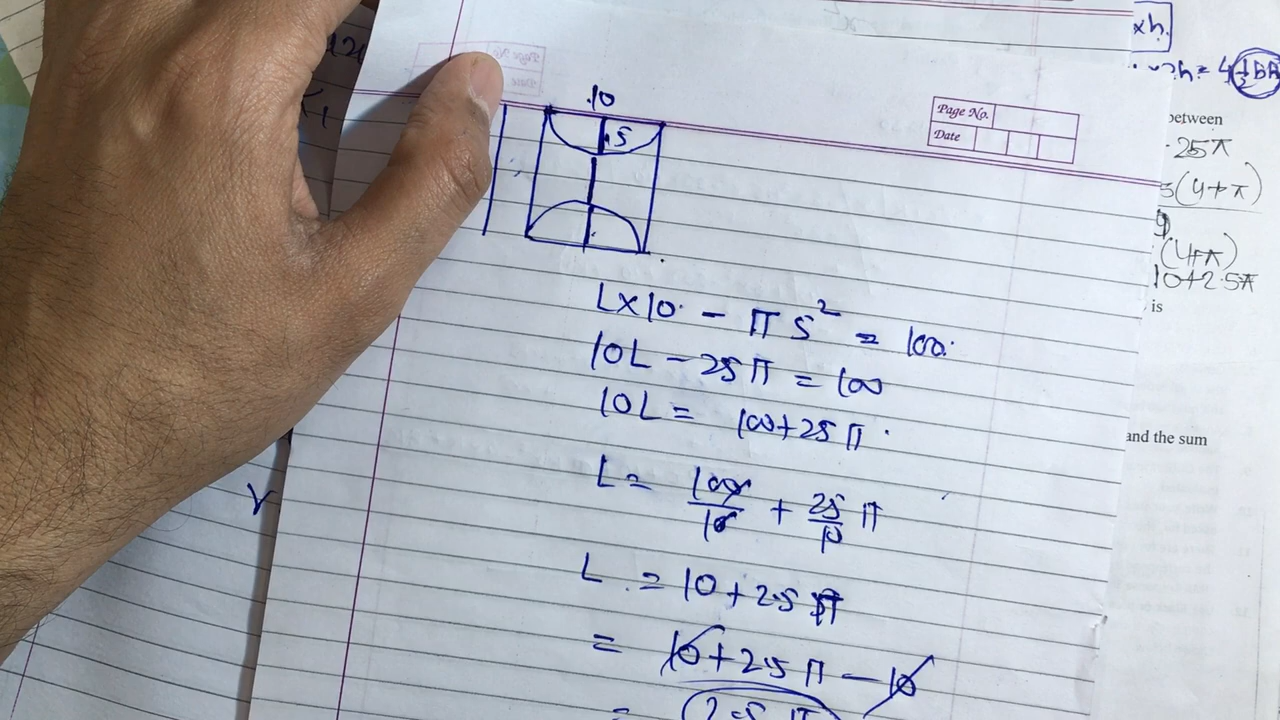 xh.
10
5
Page No.
Date
between
25π
5(4+π)
(4+π)
10+2.5π
is
L×10 - π5² = 100
10L - 25π = 100
10L = 100+25π
and the sum
L = 100/10 + 25/10 π
L = 10+2.5π
= 10+2.5π - 10
= 2.5π